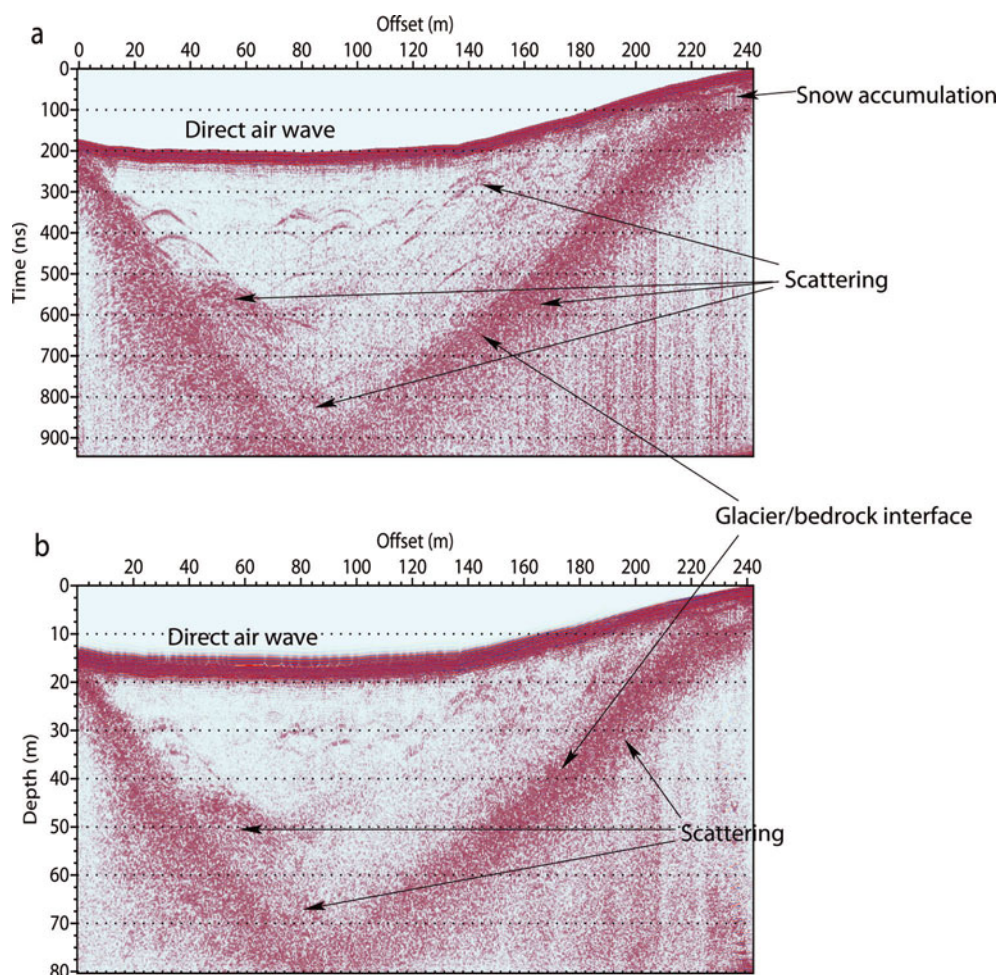 a
Offset (m)
0 20 40 60 80 100 120 140 160 180 200 220 240
0
100
200
300
400
500
600
700
800
900
Time (ns)
Direct air wave
Snow accumulation
Scattering
Glacier/bedrock interface
b
Offset (m)
20 40 60 80 100 120 140 160 180 200 220 240
0
10
20
30
40
50
60
70
80
Depth (m)
Direct air wave
Scattering